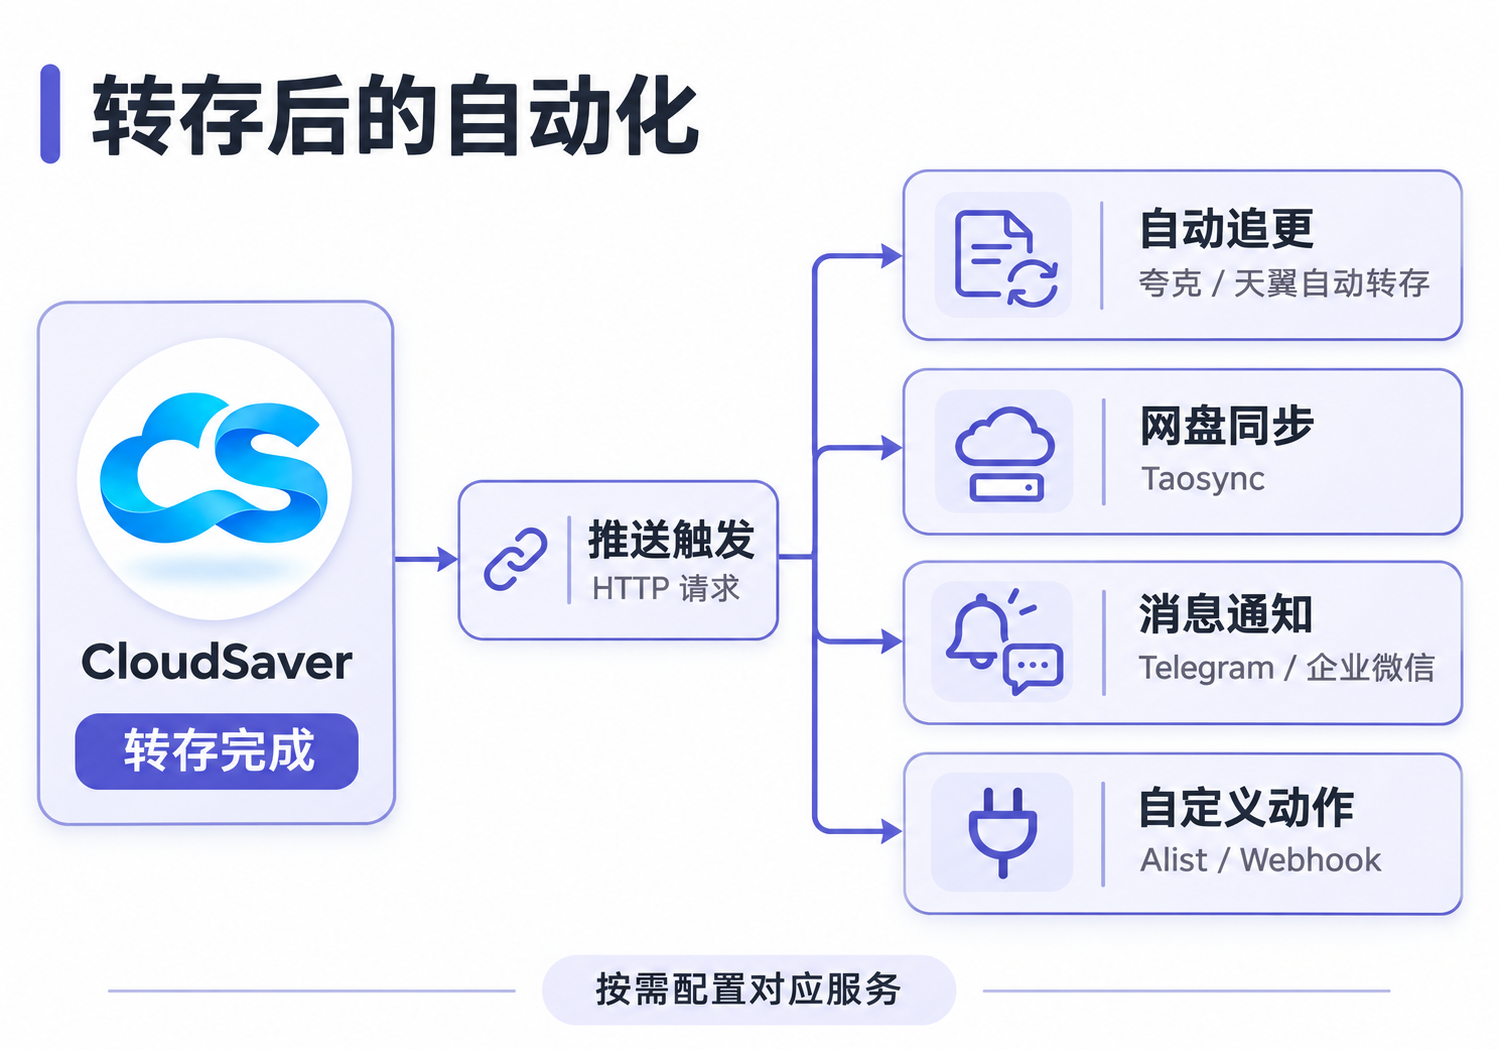 转存后的自动化
CS
CloudSaver
转存完成
推送触发
HTTP 请求
自动追更
夸克 / 天翼自动转存
网盘同步
Taosync
消息通知
Telegram / 企业微信
自定义动作
Alist / Webhook
按需配置对应服务